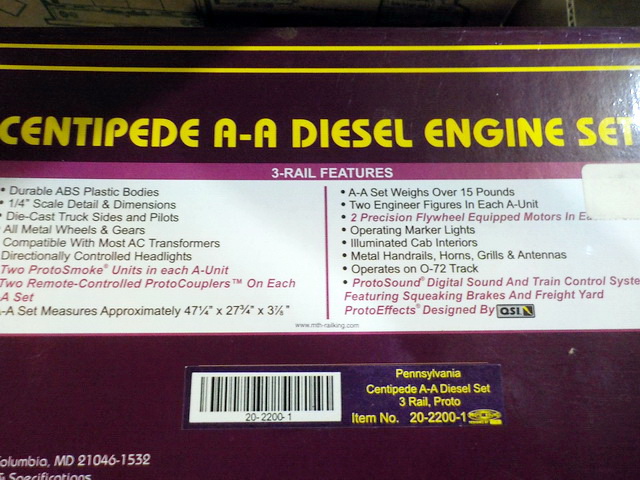 CENTIPEDE A-A DIESEL ENGINE SET
3-RAIL FEATURES
• Durable ABS Plastic Bodies
• 1/4" Scale Detail & Dimensions
• Die-Cast Truck Sides and Pilots
All Metal Wheels & Gears
Compatible With Most AC Transformers
Directionally Controlled Headlights
Two ProtoSmoke® Units in each A-Unit
Two Remote-Controlled ProtoCouplers™ On Each
A Set
-A Set Measures Approximately 47¼" x 27¾" x 3⅞"
• A-A Set Weighs Over 15 Pounds
• Two Engineer Figures In Each A-Unit
• 2 Precision Flywheel Equipped Motors In
• Operating Marker Lights
• Illuminated Cab Interiors
• Metal Handrails, Horns, Grills & Antennas
• Operates on O-72 Track
• ProtoSound® Digital Sound And Train Control Syste
Featuring Squeaking Brakes And Freight Yard
ProtoEffects® Designed By QSI
www.mth-railking.com
20-2200-1
Pennsylvania
Centipede A-A Diesel Set
3 Rail, Proto
Item No. 20-2200-1
olumbia, MD 21046-1532
& Specifications